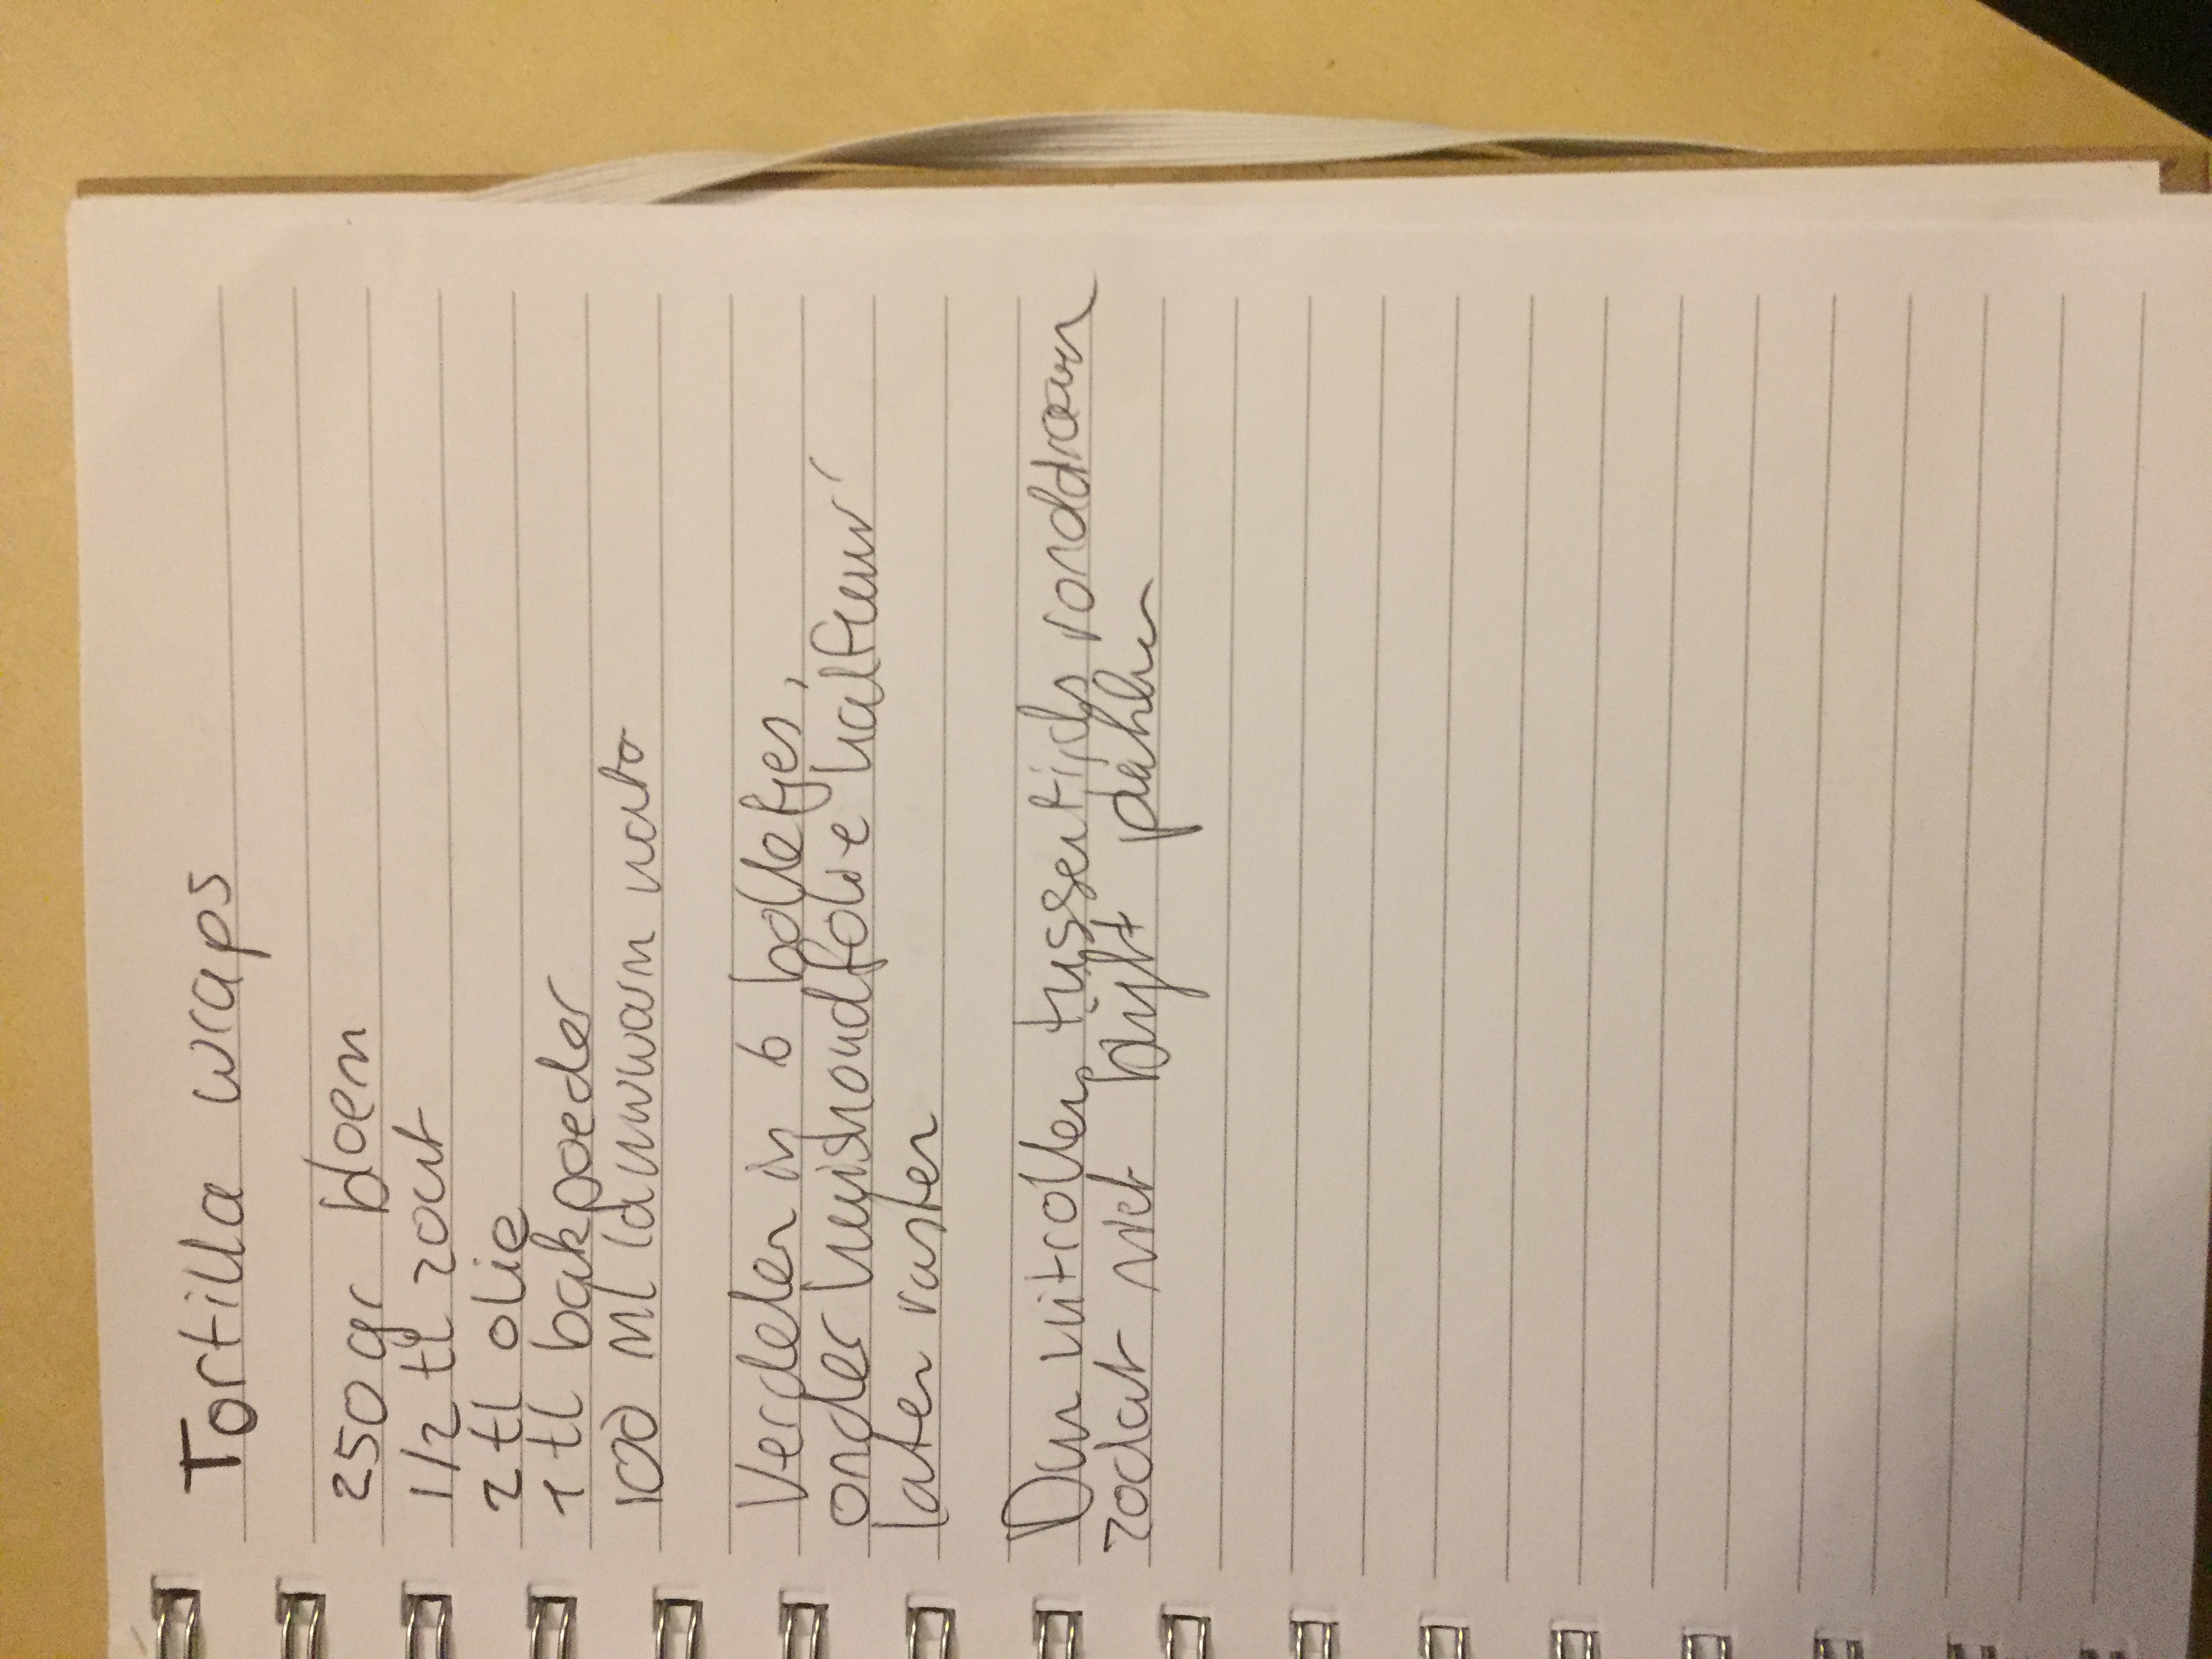 Tortilla wraps
250 gr bloem
1/2 tl zout
2 tl olie
1 tl bakpoeder
100 ml lauwwarm water
Verdelen in 6 bolletjes,
onder huishoudfolie halfuur
laten rusten
Dun uitrollen, tussentijds ronddraaien
zodat niet blijft plakken